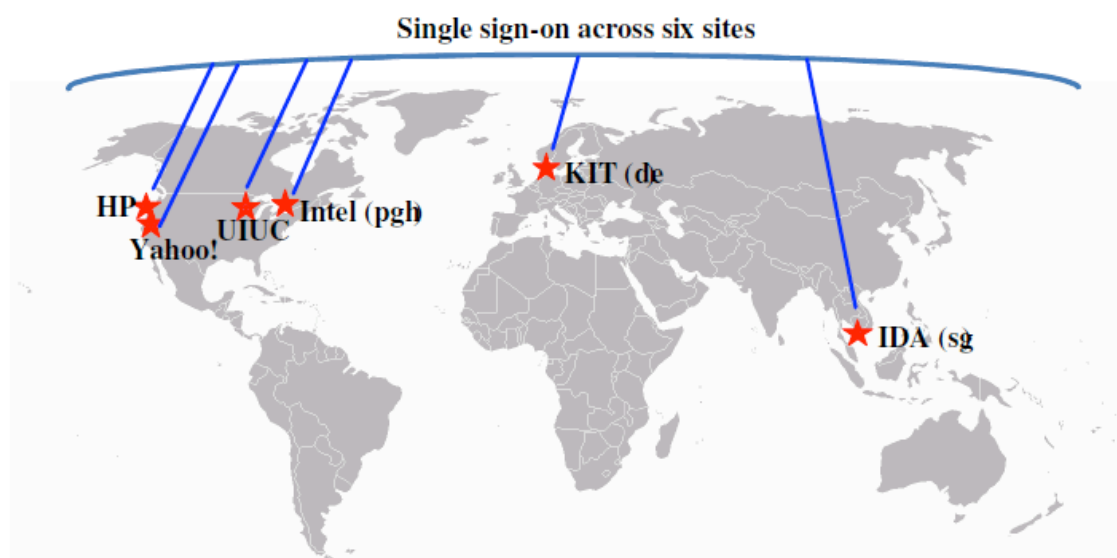 Single sign-on across six sites
KIT (de)
HP
Intel (pgh)
UIUC
Yahoo!
IDA (sg)